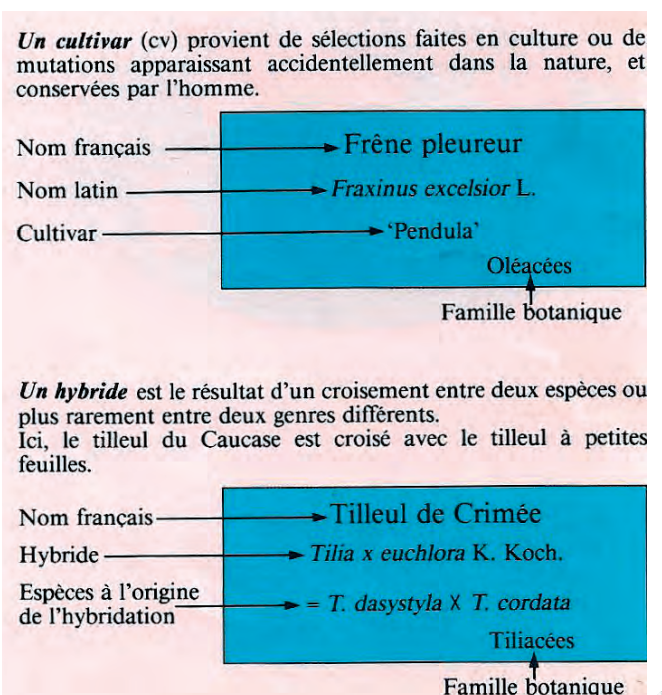 Un cultivar (cv) provient de sélections faites en culture ou de
mutations apparaissant accidentellement dans la nature, et
conservées par l'homme.
Nom français
Frêne pleureur
Nom latin
Fraxinus excelsior L.
Cultivar
‘Pendula‘
Oléacées
Famille botanique
Un hybride est le résultat d'un croisement entre deux espèces ou
plus rarement entre deux genres différents.
Ici, le tilleul du Caucase est croisé avec le tilleul à petites
feuilles.
Nom français
Tilleul de Crimée
Hybride
Tilia x euchlora K. Koch.
Espèces à l'origine
de l'hybridation
= T. dasystyla X T. cordata
Tiliacées
Famille botanique